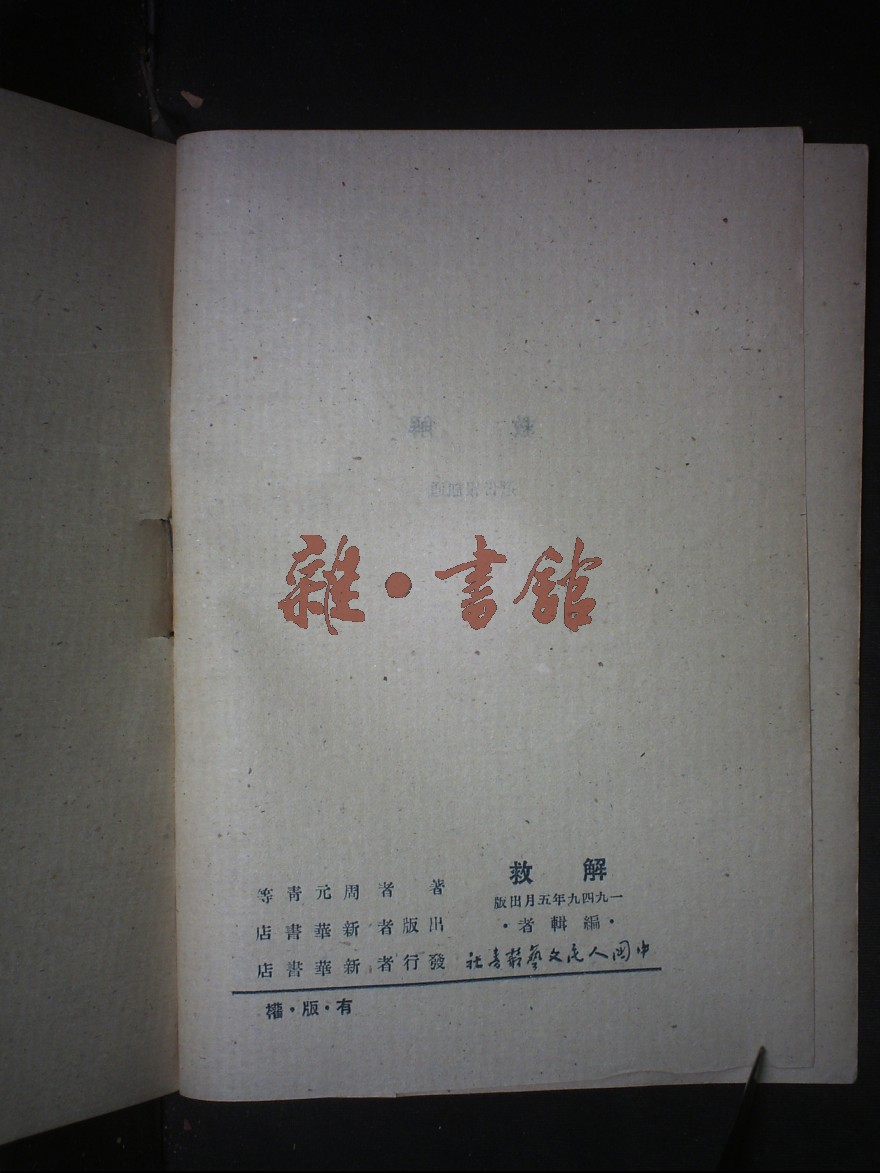 雜·書館
解救
一九四九年五月出版
·編輯者·
中国人民文藝叢書社
著者周元青等
出版者新華書店
發行者新華書店
有·版·權